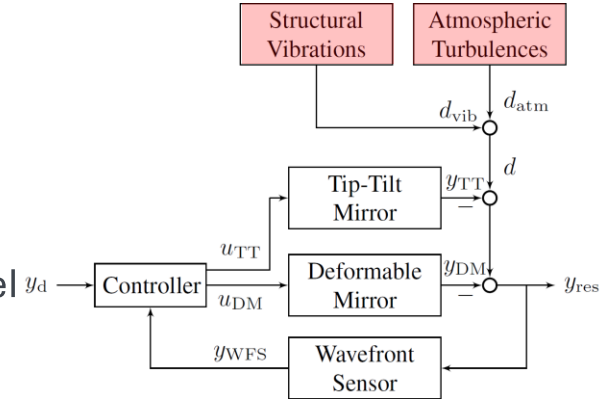 Structural
Vibrations
Atmospheric
Turbulences
d_vib
d_atm
d
Tip-Tilt
Mirror
y_TT
−
u_TT
el
y_d
Controller
u_DM
Deformable
Mirror
y_DM
−
y_res
y_WFS
Wavefront
Sensor